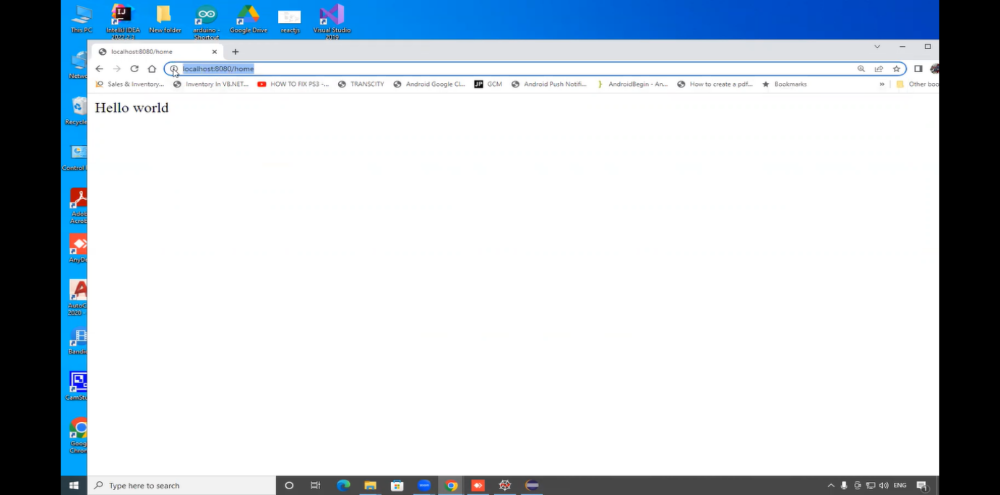 This PC
IntelliJ IDEA 2022.2.3
New folder
arduino - Shortcut
Google Drive
reactjs
Visual Studio 2019
localhost:8080/home
localhost:8080/home
Sales & Inventory...
Inventory In VB.NET...
HOW TO FIX PS3 -...
TRANSCITY
Android Google Cl...
JP GCM
Android Push Notifi...
AndroidBegin - An...
How to create a pdf...
Bookmarks
»
Other boo
Hello world
Netwo
Recycle
Control
Adob
Acrob
AnyDe
AutoC
2020 -
Bandi
CamStu
Goog
Chron
Type here to search
ENG
1